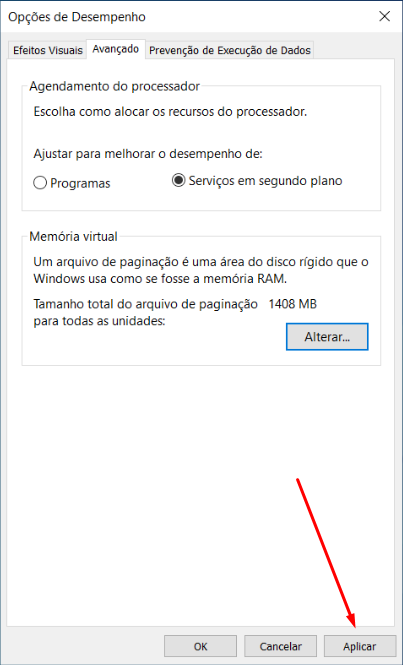 Opções de Desempenho
Efeitos Visuais
Avançado
Prevenção de Execução de Dados
Agendamento do processador
Escolha como alocar os recursos do processador.
Ajustar para melhorar o desempenho de:
Programas
Serviços em segundo plano
Memória virtual
Um arquivo de paginação é uma área do disco rígido que o
Windows usa como se fosse a memória RAM.
Tamanho total do arquivo de paginação 1408 MB
para todas as unidades:
Alterar...
OK
Cancelar
Aplicar